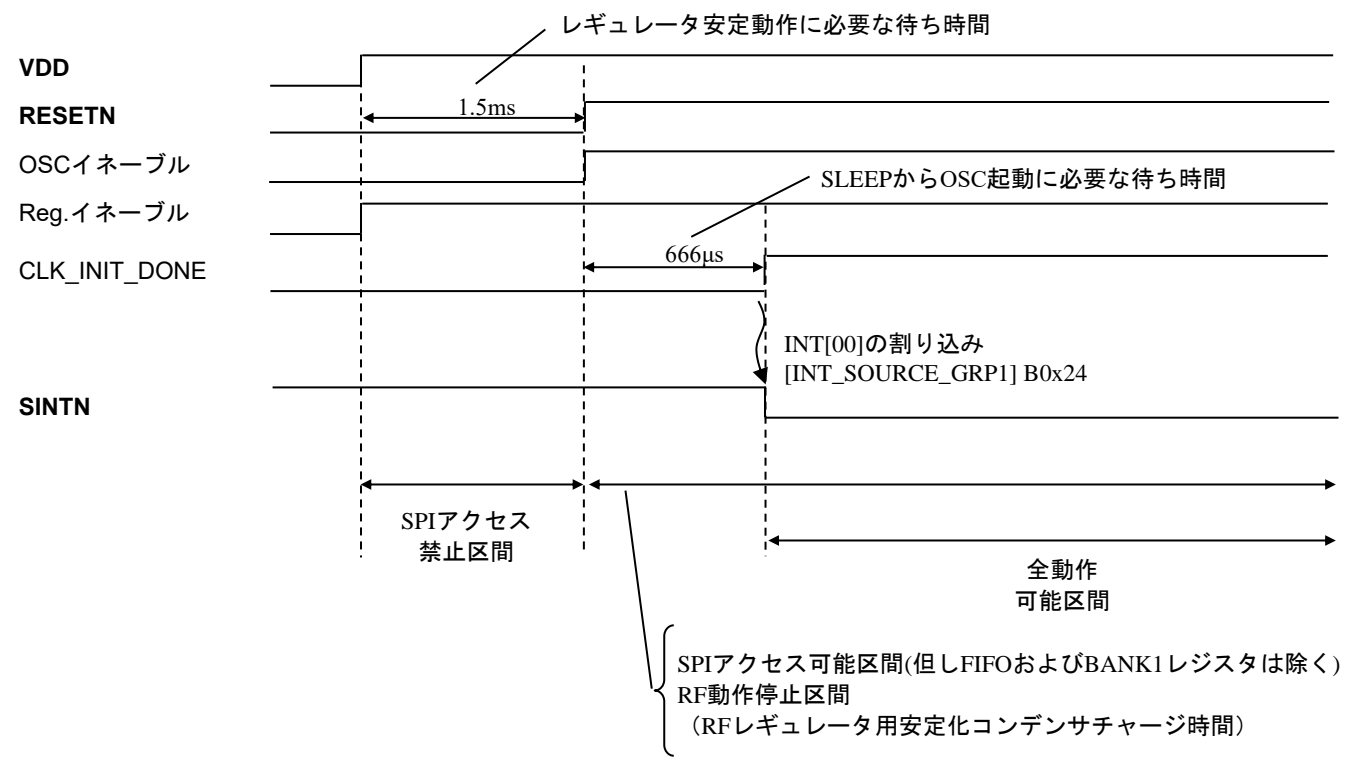 レギュレータ安定動作に必要な待ち時間
VDD
1.5ms
RESETN
OSCイネーブル
SLEEPからOSC起動に必要な待ち時間
Reg.イネーブル
666μs
CLK_INIT_DONE
INT[00]の割り込み
[INT_SOURCE_GRP1] B0x24
SINTN
SPIアクセス
禁止区間
全動作
可能区間
SPIアクセス可能区間(但しFIFOおよびBANK1レジスタは除く)
RF動作停止区間
（RFレギュレータ用安定化コンデンサチャージ時間）